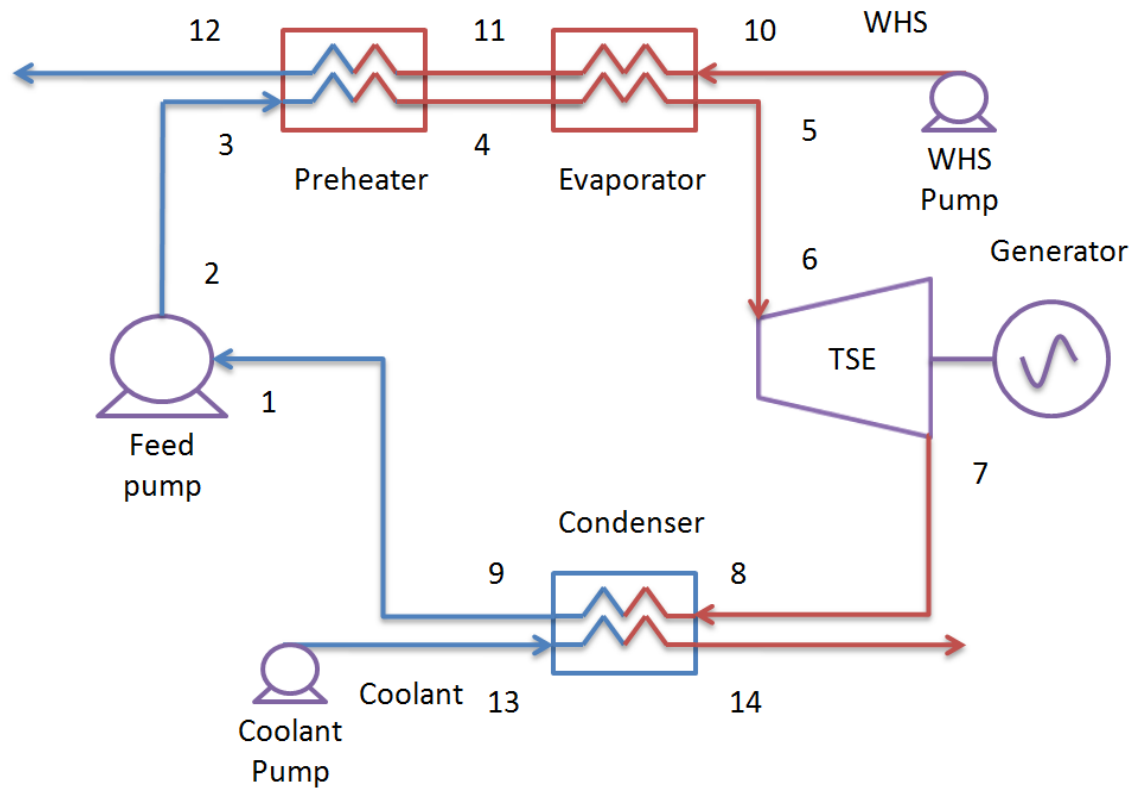 12
11
10
WHS
3
4
5
Preheater
Evaporator
WHS
Pump
2
6
Generator
TSE
1
Feed
pump
7
Condenser
9
8
Coolant
13
14
Coolant
Pump